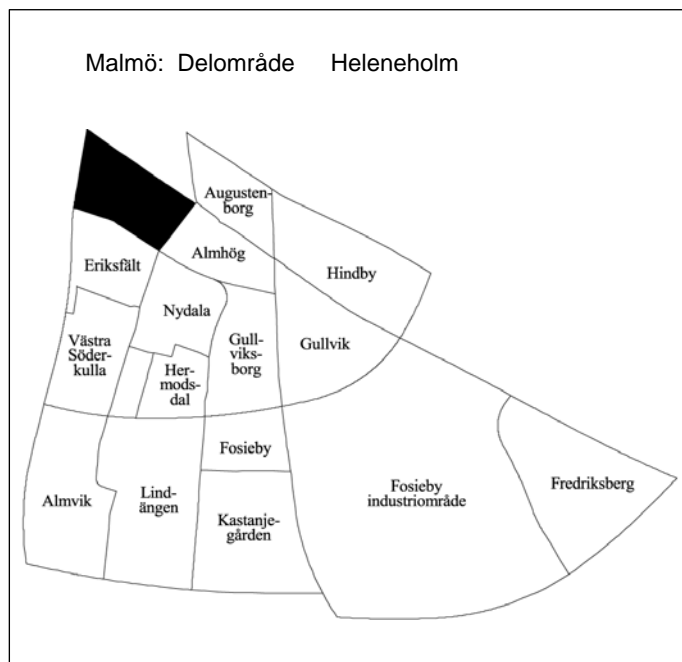 Malmö: Delområde Heleneholm
Augusten-
borg
Almhög
Eriksfält
Hindby
Nydala
Gullvik
Västra
Söder-
kulla
Gull-
viks-
borg
Her-
mods-
dal
Fosieby
Fosieby
industriområde
Fredriksberg
Almvik
Lind-
ängen
Kastanje-
gården